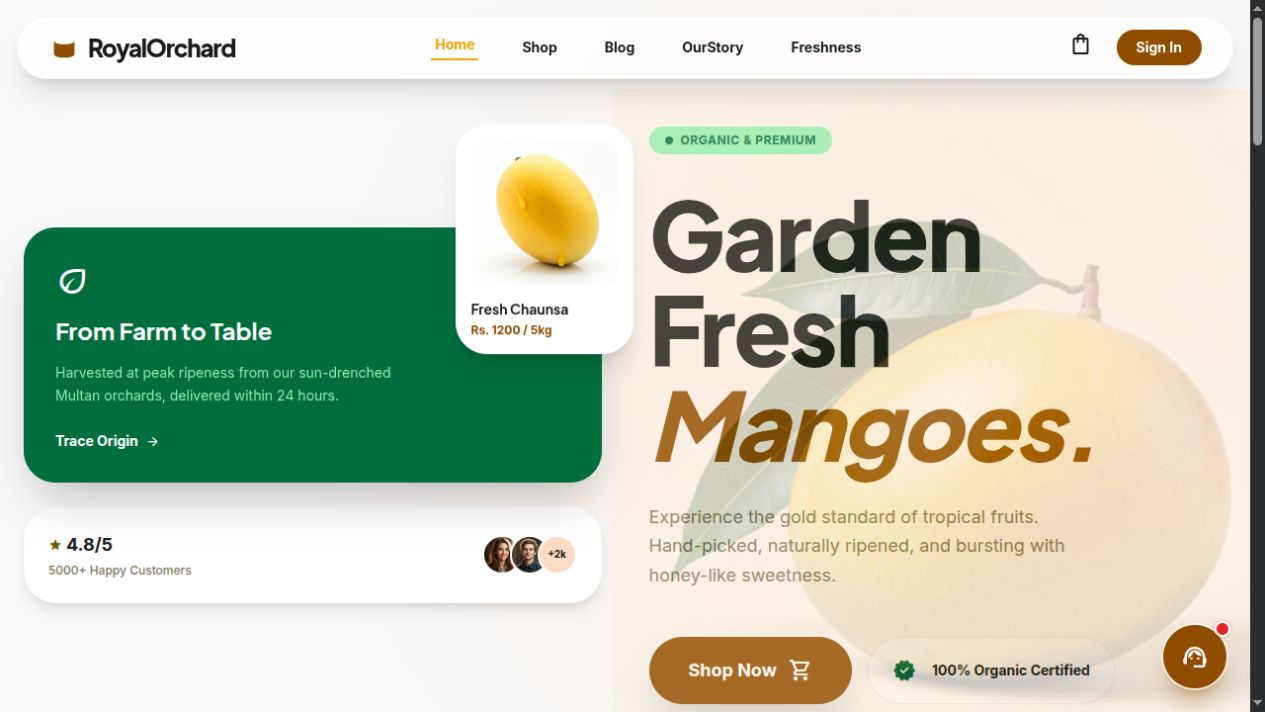 RoyalOrchard
Home
Shop
Blog
OurStory
Freshness
Sign In
From Farm to Table
Harvested at peak ripeness from our sun-drenched
Multan orchards, delivered within 24 hours.
Trace Origin →
Fresh Chaunsa
Rs. 1200 / 5kg
★ 4.8/5
5000+ Happy Customers
+2k
ORGANIC & PREMIUM
Garden
Fresh
Mangoes.
Experience the gold standard of tropical fruits.
Hand-picked, naturally ripened, and bursting with
honey-like sweetness.
Shop Now
100% Organic Certified